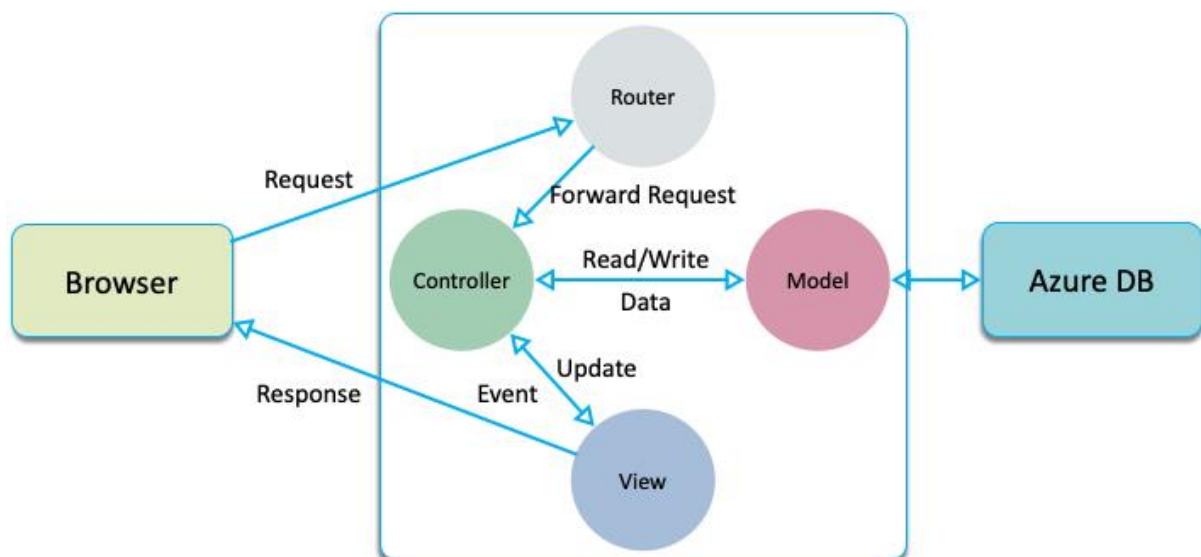 Router
Request
Forward Request
Browser
Controller
Read/Write
Data
Model
Azure DB
Update
Event
Response
View